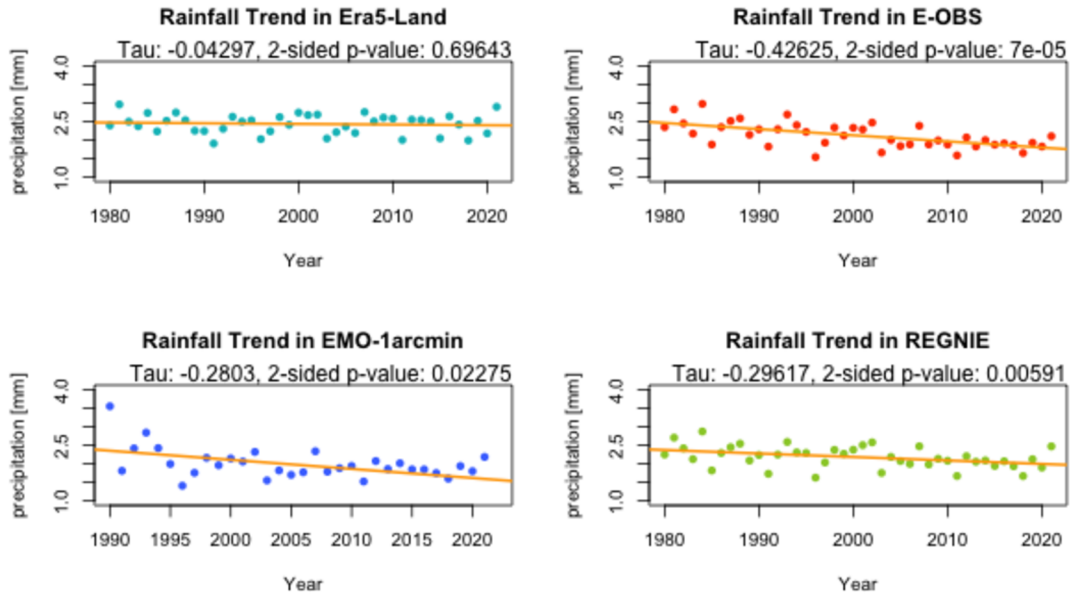 Rainfall Trend in Era5-Land
Tau: -0.04297, 2-sided p-value: 0.69643
precipitation [mm]
4.0
2.5
1.0
1980 1990 2000 2010 2020
Year
Rainfall Trend in E-OBS
Tau: -0.42625, 2-sided p-value: 7e-05
precipitation [mm]
4.0
2.5
1.0
1980 1990 2000 2010 2020
Year
Rainfall Trend in EMO-1arcmin
Tau: -0.2803, 2-sided p-value: 0.02275
precipitation [mm]
4.0
2.5
1.0
1990 1995 2000 2005 2010 2015 2020
Year
Rainfall Trend in REGNIE
Tau: -0.29617, 2-sided p-value: 0.00591
precipitation [mm]
4.0
2.5
1.0
1980 1990 2000 2010 2020
Year